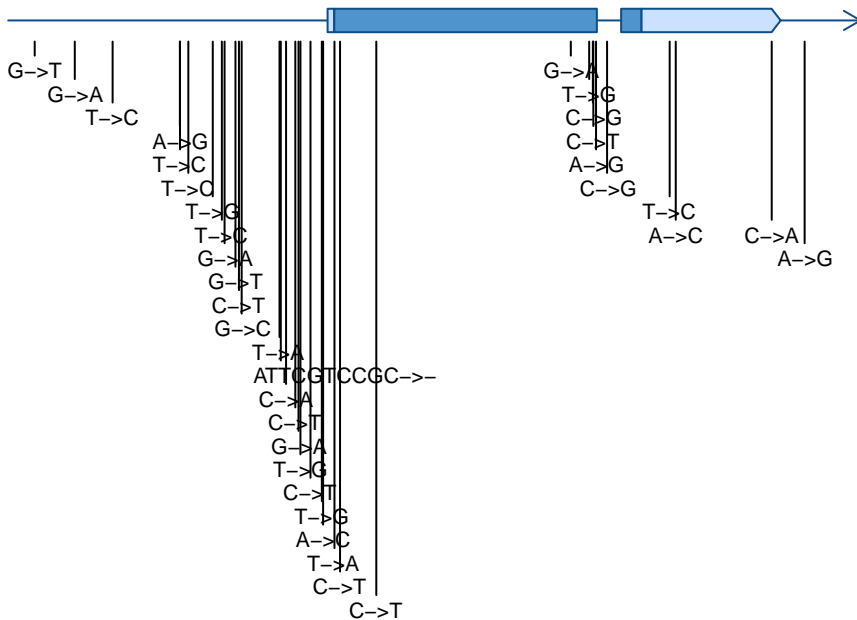 G−>T G−>A
G−>A T−>G
T−>C C−>G
A−>G C−>T
T−>C A−>G
T−>C C−>G
T−>G T−>C
T−>C A−>C C−>A
G−>A A−>G
G−>T
C−>T
G−>C
T−>A
ATTCGTCCGC−>−
C−>A
C−>T
G−>A
T−>G
C−>T
T−>G
A−>C
T−>A
C−>T
C−>T